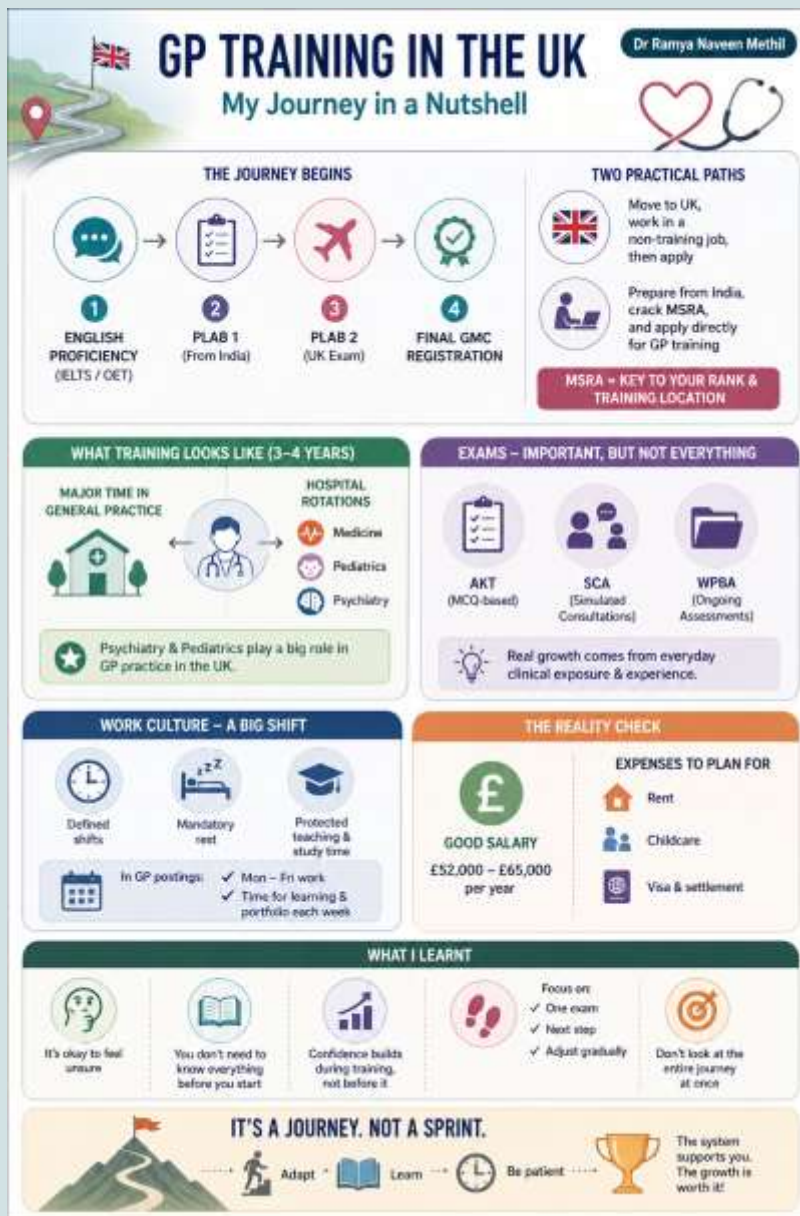 GP TRAINING IN THE UK
My Journey in a Nutshell
Dr Ramya Naveen Methil
THE JOURNEY BEGINS
1
ENGLISH
PROFICIENCY
(IELTS / OET)
2
PLAB 1
(From India)
3
PLAB 2
(UK Exam)
4
FINAL GMC
REGISTRATION
TWO PRACTICAL PATHS
Move to UK,
work in a
non-training job,
then apply
Prepare from India,
crack MSRA,
and apply directly
for GP training
MSRA = KEY TO YOUR RANK &
TRAINING LOCATION
WHAT TRAINING LOOKS LIKE (3–4 YEARS)
MAJOR TIME IN
GENERAL PRACTICE
HOSPITAL
ROTATIONS
Medicine
Pediatrics
Psychiatry
Psychiatry & Pediatrics play a big role in
GP practice in the UK.
EXAMS – IMPORTANT, BUT NOT EVERYTHING
AKT
(MCQ-based)
SCA
(Simulated
Consultations)
WPBA
(Ongoing
Assessments)
Real growth comes from everyday
clinical exposure & experience.
WORK CULTURE – A BIG SHIFT
Defined
shifts
zzZ
Mandatory
rest
Protected
teaching &
study time
In GP postings:
✓ Mon – Fri work
✓ Time for learning &
portfolio each week
THE REALITY CHECK
£
GOOD SALARY
£52,000 – £65,000
per year
EXPENSES TO PLAN FOR
Rent
Childcare
Visa & settlement
WHAT I LEARNT
It's okay to feel
unsure
You don't need to
know everything
before you start
Confidence builds
during training,
not before it
Focus on:
✓ One exam
✓ Next step
✓ Adjust gradually
Don't look at the
entire journey
at once
IT'S A JOURNEY. NOT A SPRINT.
Adapt
Learn
Be patient
The system
supports you.
The growth is
worth it!